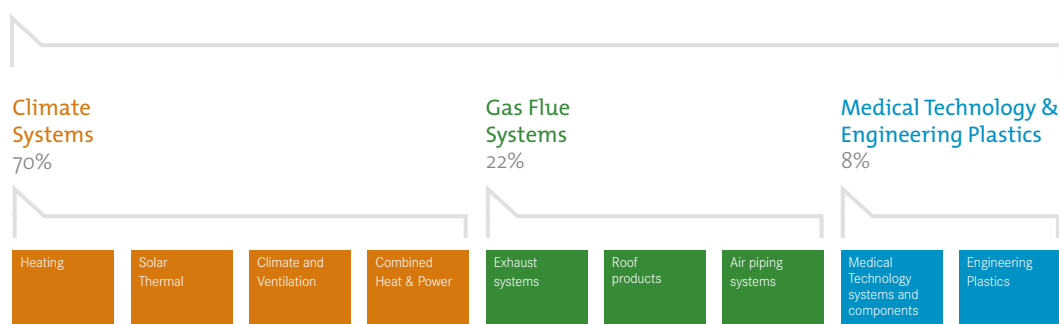 Climate
Systems
70%
Gas Flue
Systems
22%
Medical Technology &
Engineering Plastics
8%
Heating
Solar
Thermal
Climate and
Ventilation
Combined
Heat & Power
Exhaust
systems
Roof
products
Air piping
systems
Medical
Technology
systems and
components
Engineering
Plastics